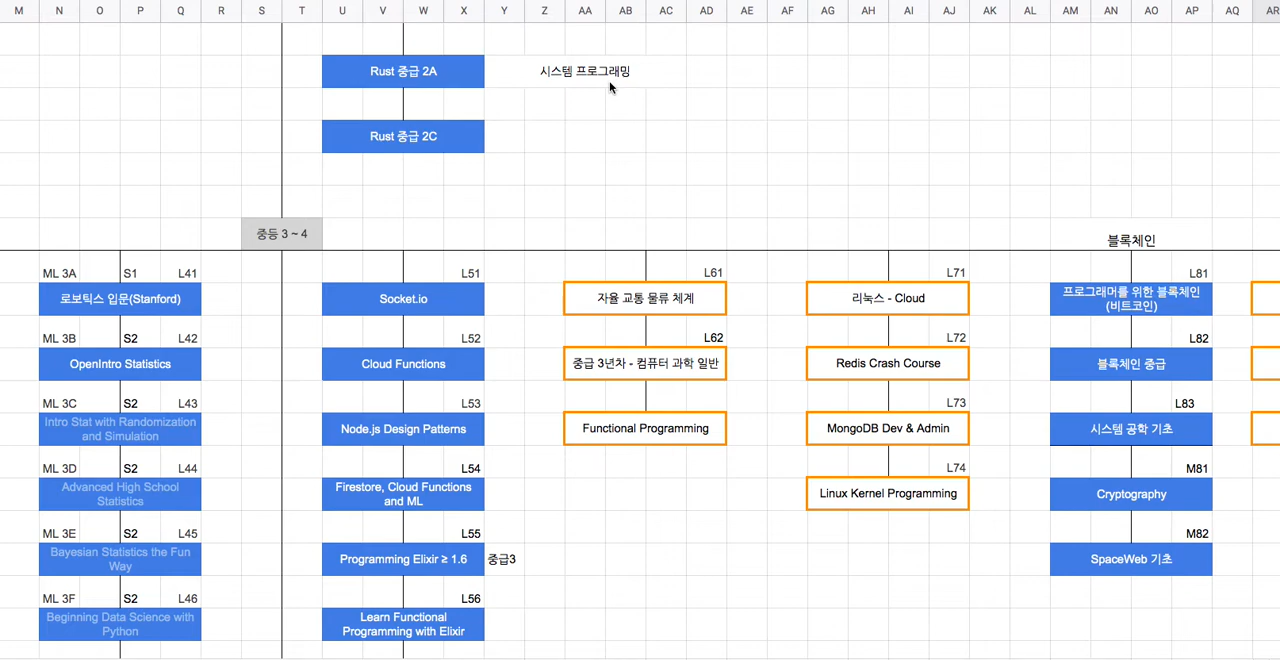 M N O P Q R S T U V W X Y Z AA AB AC AD AE AF AG AH AI AJ AK AL AM AN AO AP AQ AR
Rust 중급 2A
시스템 프로그래밍
Rust 중급 2C
중등 3 ~ 4
블록체인
ML 3A S1 L41 L51 L61 L71 L81
로보틱스 입문(Stanford)
Socket.io
자율 교통 물류 체계
리눅스 - Cloud
프로그래머를 위한 블록체인
(비트코인)
ML 3B S2 L42 L52 L62 L72 L82
OpenIntro Statistics
Cloud Functions
중급 3년차 - 컴퓨터 과학 일반
Redis Crash Course
블록체인 중급
ML 3C S2 L43 L53 L73 L83
Intro Stat with Randomization
and Simulation
Node.js Design Patterns
Functional Programming
MongoDB Dev & Admin
시스템 공학 기초
ML 3D S2 L44 L54 L74 M81
Advanced High School
Statistics
Firestore, Cloud Functions
and ML
Linux Kernel Programming
Cryptography
ML 3E S2 L45 L55 M82
Bayesian Statistics the Fun
Way
Programming Elixir ≥ 1.6
중급3
SpaceWeb 기초
ML 3F S2 L46 L56
Beginning Data Science with
Python
Learn Functional
Programming with Elixir